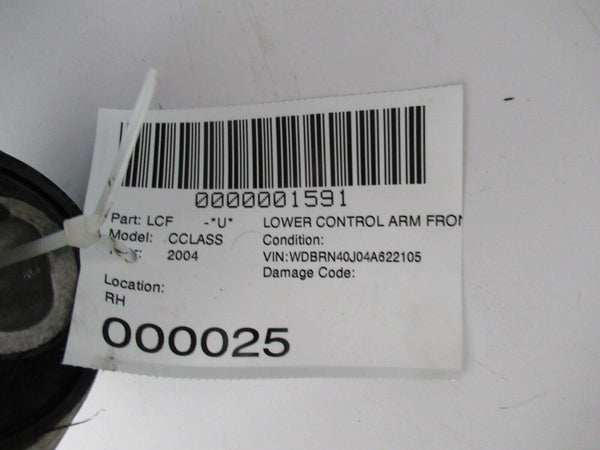 0000001591
Part: LCF -*U* LOWER CONTROL ARM FRON
Model: CCLASS Condition:
2004 VIN:WDBRN40J04A622105
Damage Code:
Location:
RH
000025